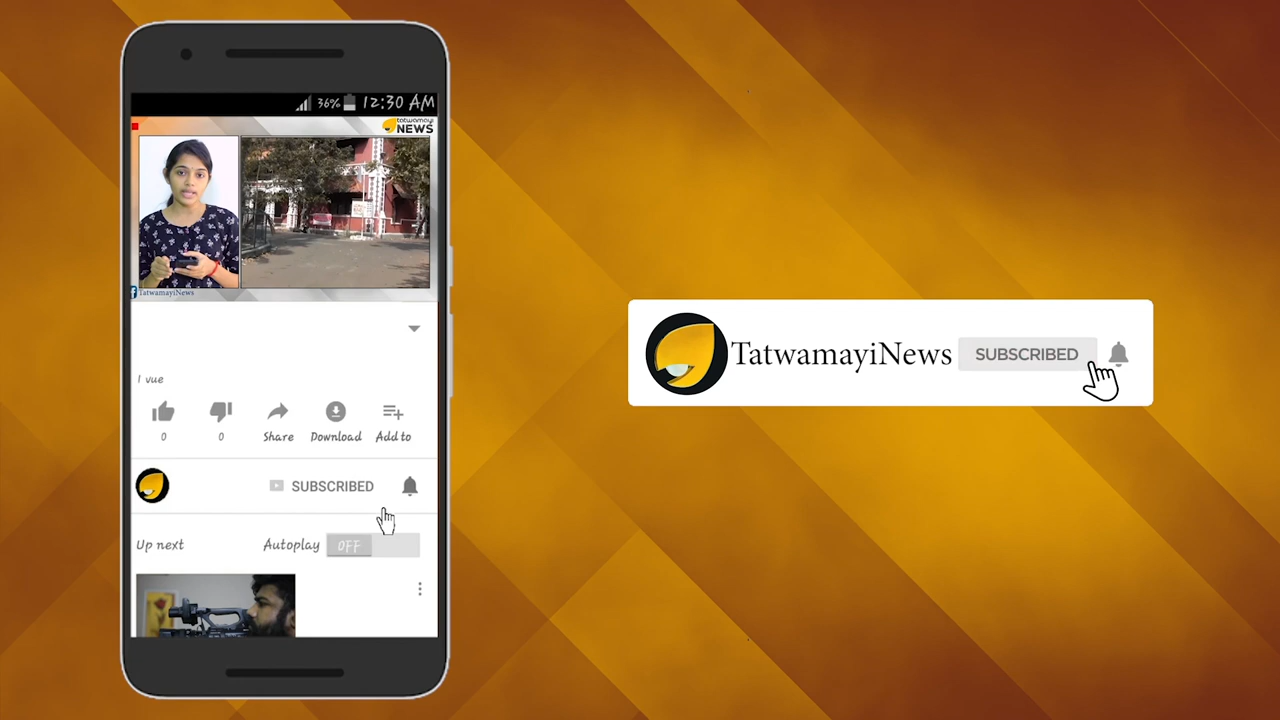 36% 12:30 AM
tatwamayi
NEWS
TatwamayiNews
1 vue
0 0 Share Download Add to
SUBSCRIBED
Up next Autoplay OFF
TatwamayiNews SUBSCRIBED